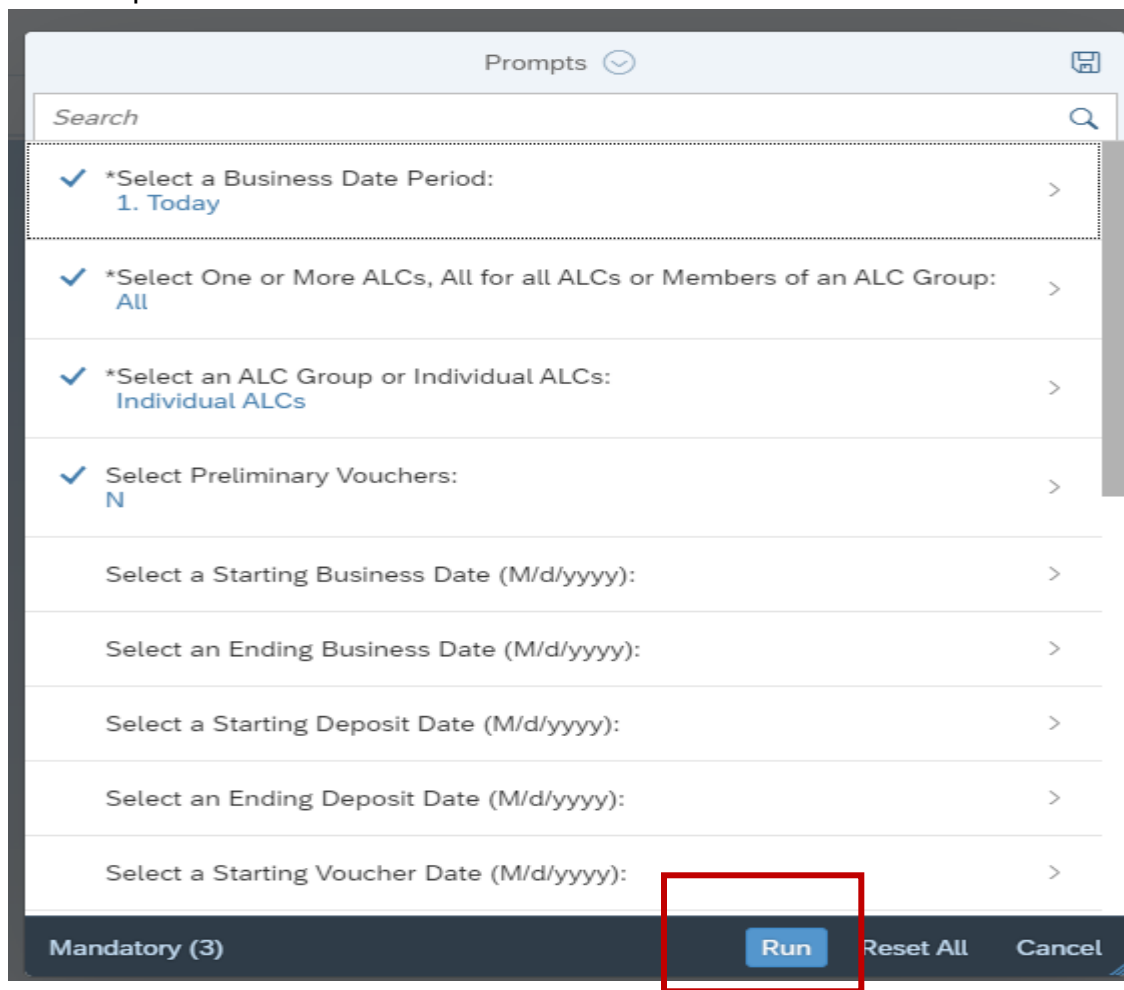 Prompts
Search
*Select a Business Date Period:
1. Today
*Select One or More ALCs, All for all ALCs or Members of an ALC Group:
All
*Select an ALC Group or Individual ALCs:
Individual ALCs
Select Preliminary Vouchers:
N
Select a Starting Business Date (M/d/yyyy):
Select an Ending Business Date (M/d/yyyy):
Select a Starting Deposit Date (M/d/yyyy):
Select an Ending Deposit Date (M/d/yyyy):
Select a Starting Voucher Date (M/d/yyyy):
Mandatory (3) Run Reset All Cancel